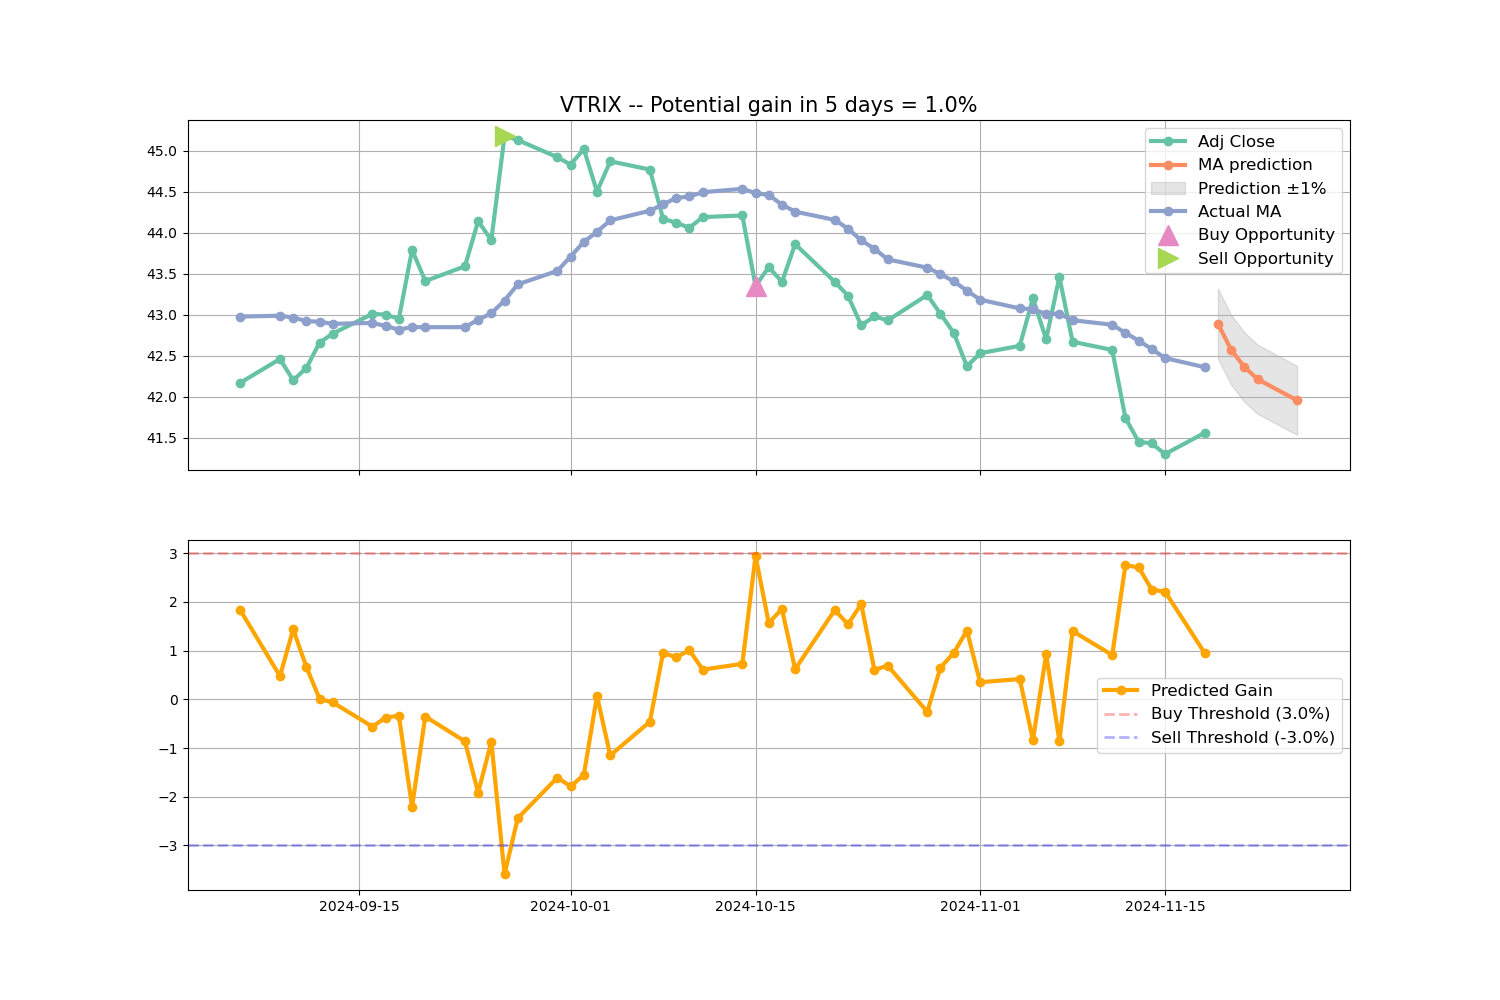 VTRIX -- Potential gain in 5 days = 1.0%
45.0
44.5
44.0
43.5
43.0
42.5
42.0
41.5
Adj Close
MA prediction
Prediction ±1%
Actual MA
Buy Opportunity
Sell Opportunity
3
2
1
0
−1
−2
−3
Predicted Gain
Buy Threshold (3.0%)
Sell Threshold (-3.0%)
2024-09-15
2024-10-01
2024-10-15
2024-11-01
2024-11-15